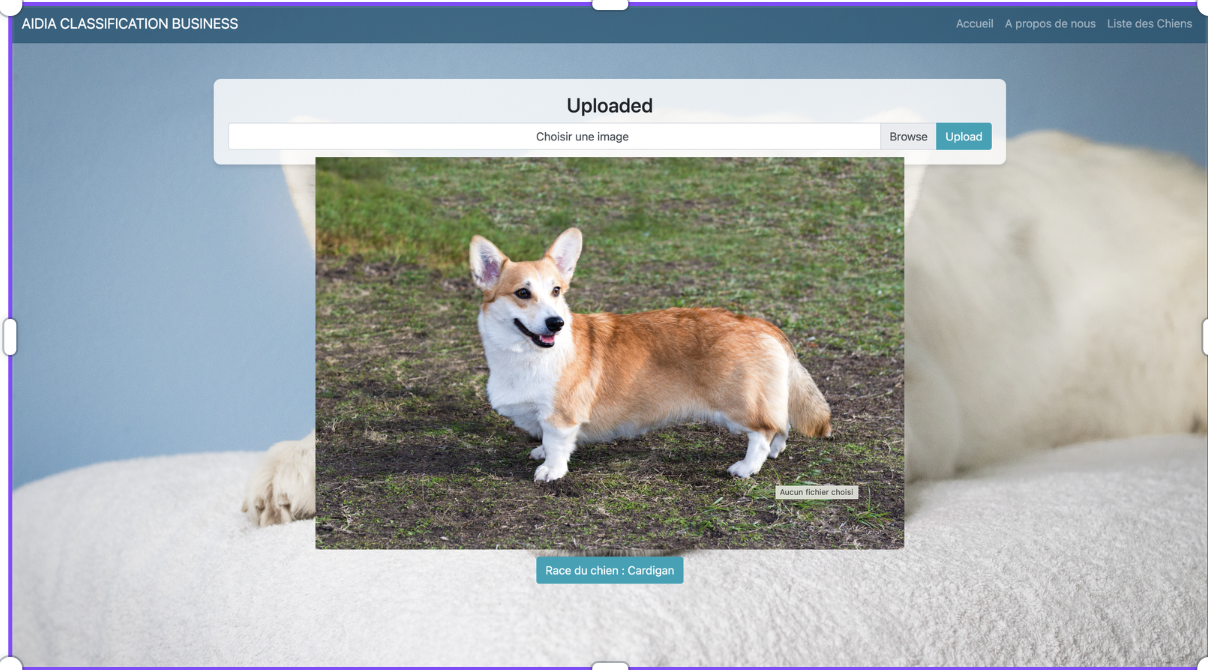 AIDIA CLASSIFICATION BUSINESS
Accueil A propos de nous Liste des Chiens
Uploaded
Choisir une image Browse Upload
Aucun fichier choisi
Race du chien : Cardigan